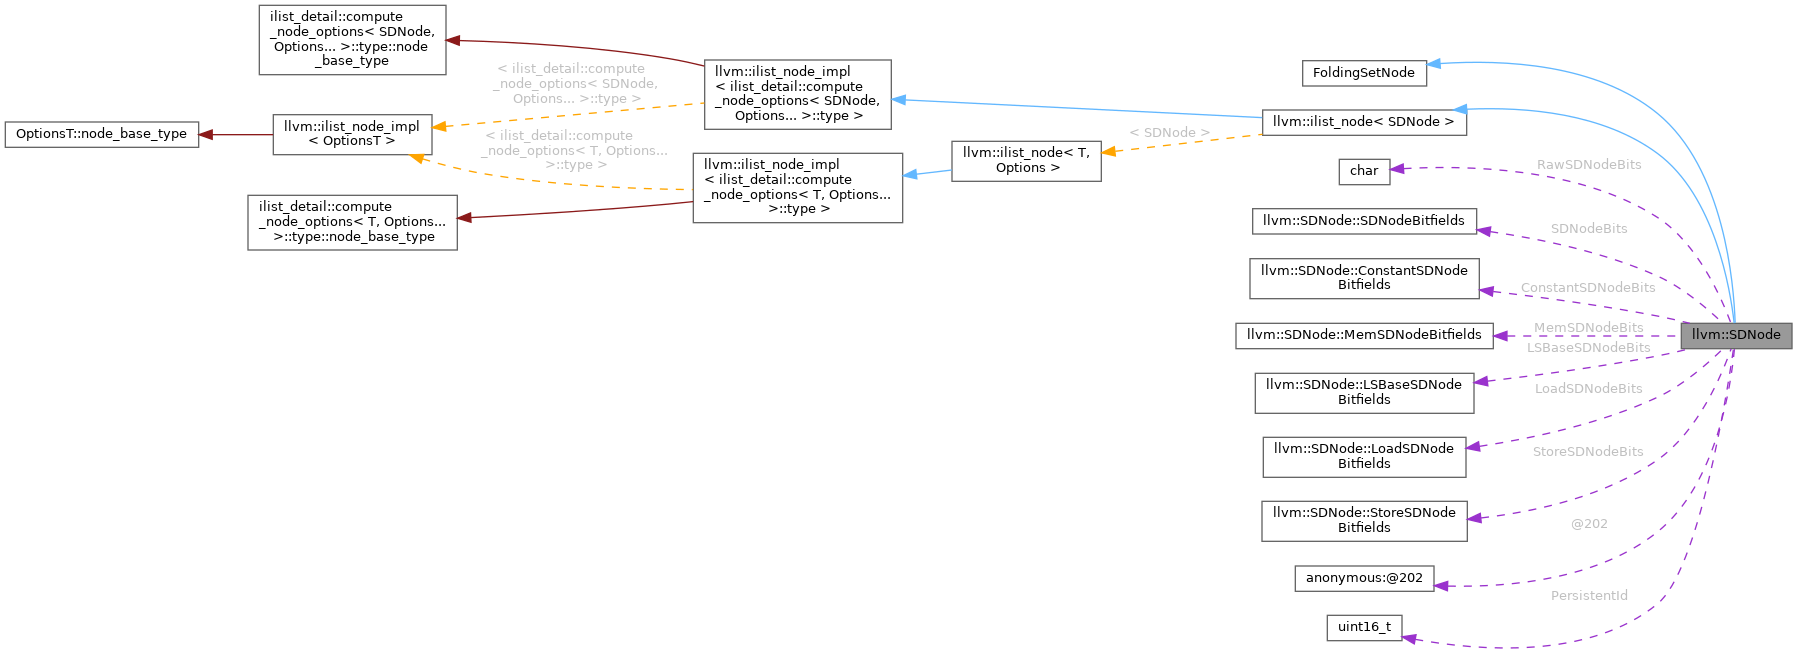 ilist_detail::compute
_node_options< SDNode,
Options... >::type::node
_base_type
< ilist_detail::compute
_node_options< SDNode,
Options... >::type >
llvm::ilist_node_impl
< ilist_detail::compute
_node_options< SDNode,
Options... >::type >
FoldingSetNode
OptionsT::node_base_type
llvm::ilist_node_impl
< OptionsT >
< ilist_detail::compute
_node_options< T, Options...
>::type >
< SDNode >
llvm::ilist_node< SDNode >
llvm::ilist_node< T,
Options >
llvm::ilist_node_impl
< ilist_detail::compute
_node_options< T, Options...
>::type >
ilist_detail::compute
_node_options< T, Options...
>::type::node_base_type
char
RawSDNodeBits
llvm::SDNode::SDNodeBitfields
SDNodeBits
llvm::SDNode::ConstantSDNode
Bitfields
ConstantSDNodeBits
llvm::SDNode::MemSDNodeBitfields
MemSDNodeBits
llvm::SDNode
LSBaseSDNodeBits
llvm::SDNode::LSBaseSDNode
Bitfields
LoadSDNodeBits
llvm::SDNode::LoadSDNode
Bitfields
StoreSDNodeBits
llvm::SDNode::StoreSDNode
Bitfields
@202
anonymous:@202
PersistentId
uint16_t